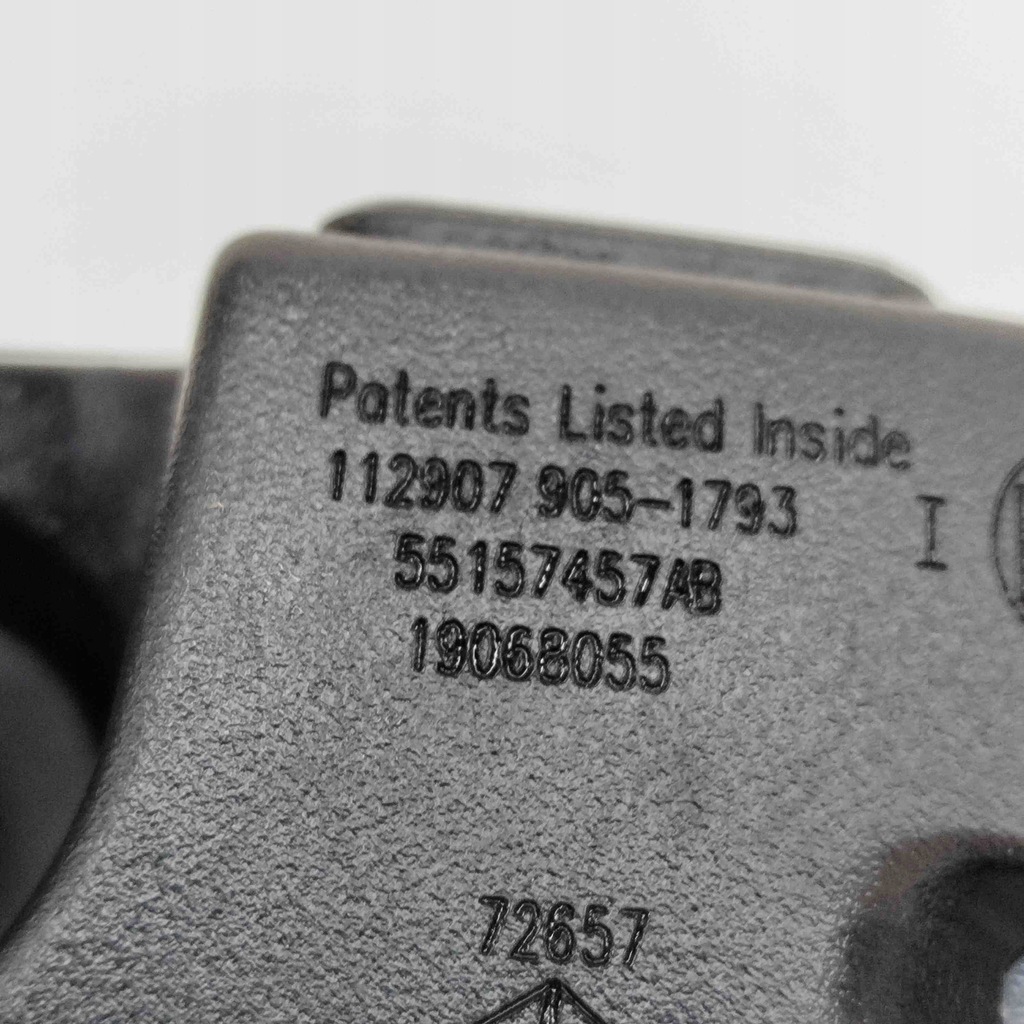 Patents Listed Inside
112907 905-1793
I
55157457AB
19068055
72657